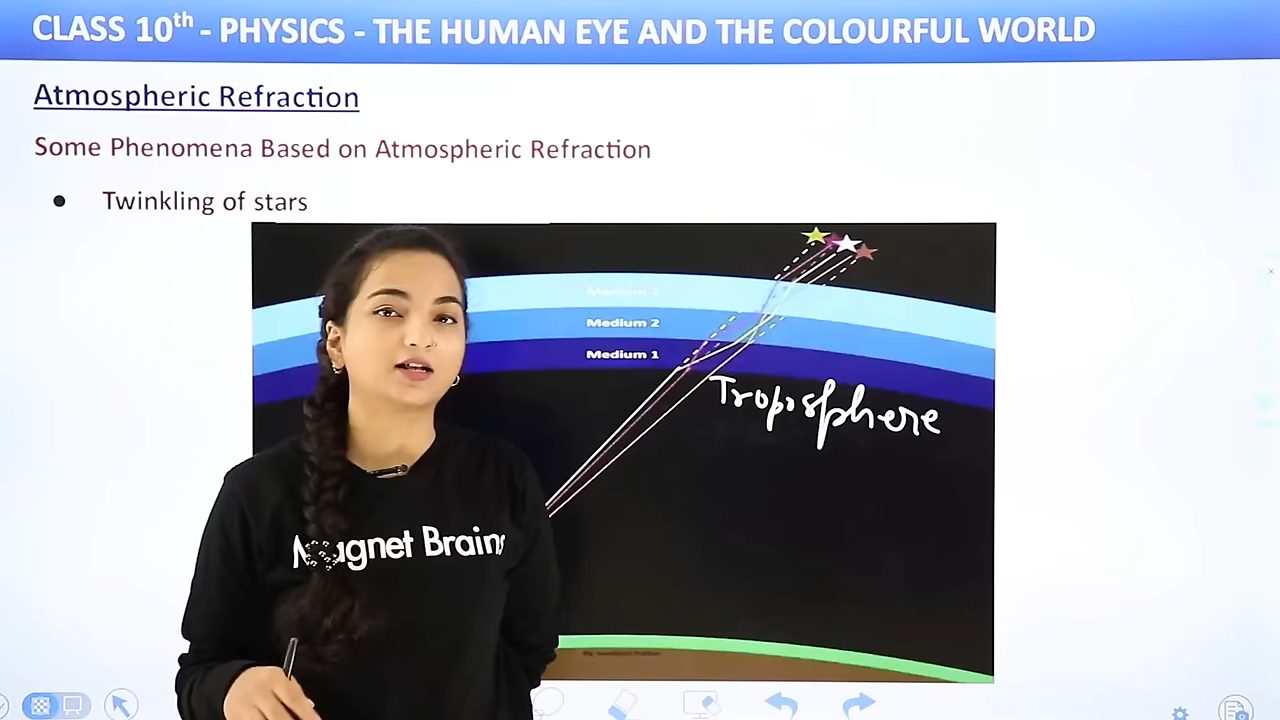 CLASS 10th - PHYSICS - THE HUMAN EYE AND THE COLOURFUL WORLD
Atmospheric Refraction
Some Phenomena Based on Atmospheric Refraction
● Twinkling of stars
Medium 2
Medium 1
Troposphere
Magnet Brains